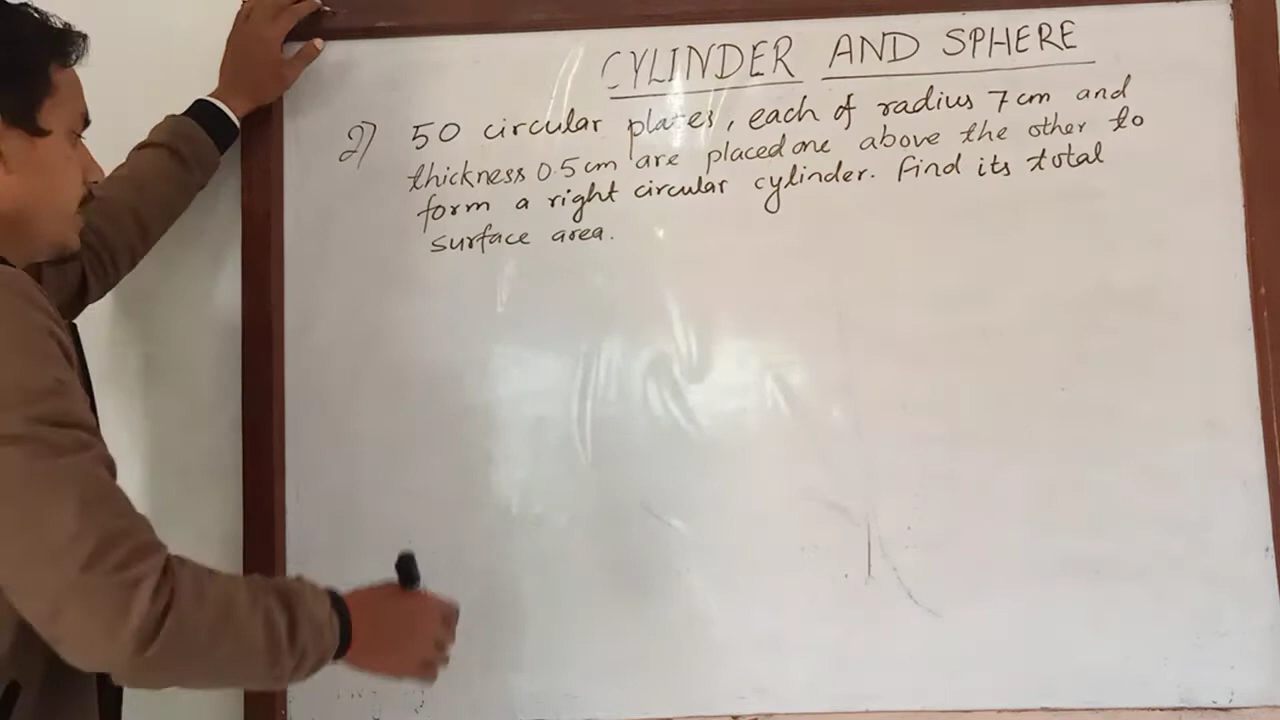 CYLINDER AND SPHERE
2) 50 circular plates, each of radius 7 cm and
thickness 0.5 cm are placed one above the other to
form a right circular cylinder. Find its total
surface area.